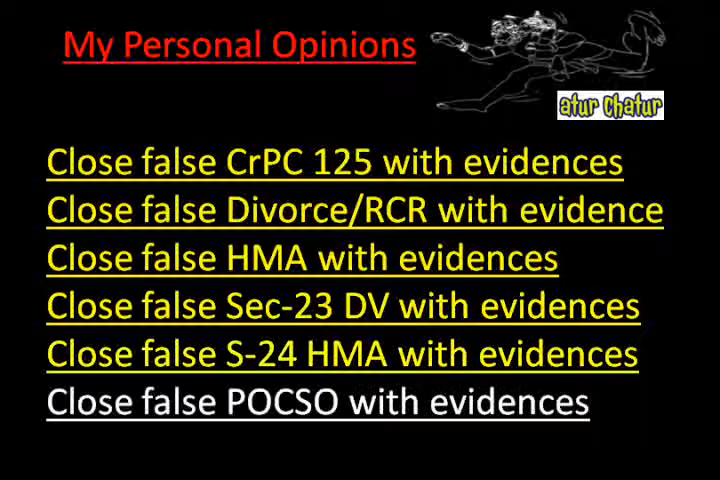 My Personal Opinions
atur chatur
Close false CrPC 125 with evidences
Close false Divorce/RCR with evidence
Close false HMA with evidences
Close false Sec-23 DV with evidences
Close false S-24 HMA with evidences
Close false POCSO with evidences